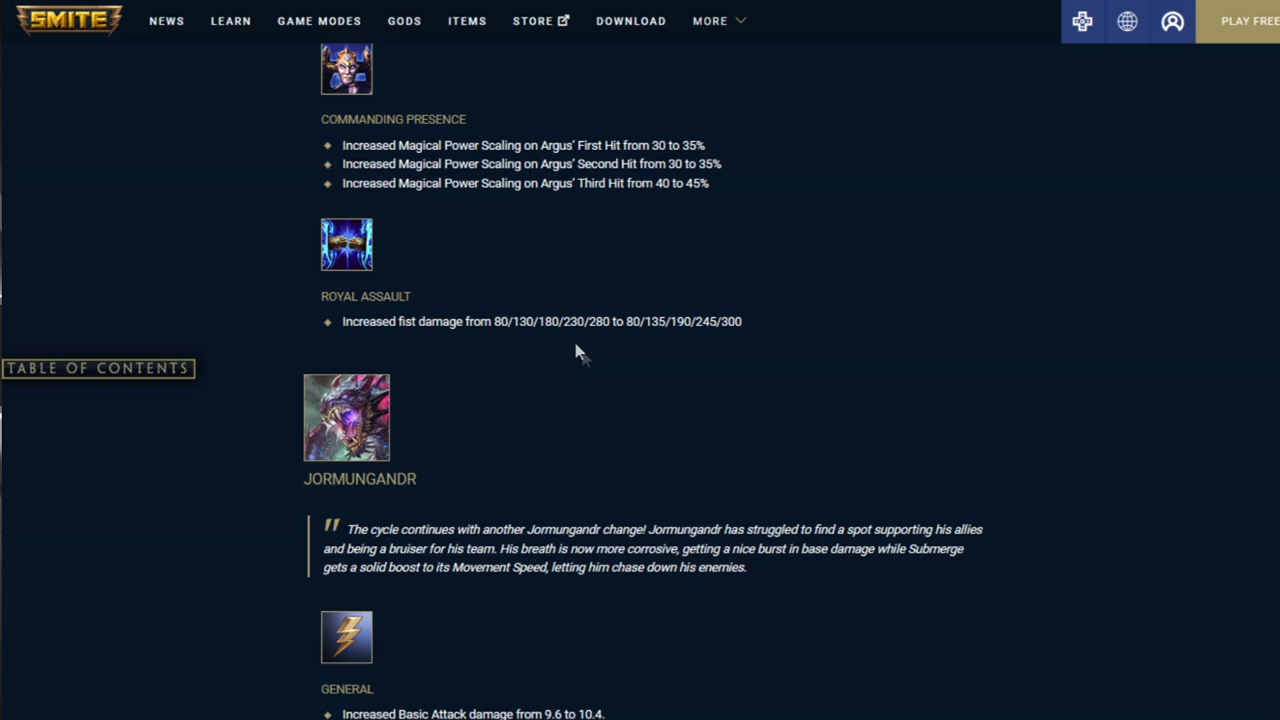 SMITE NEWS LEARN GAME MODES GODS ITEMS STORE DOWNLOAD MORE PLAY FREE
COMMANDING PRESENCE
Increased Magical Power Scaling on Argus' First Hit from 30 to 35%
Increased Magical Power Scaling on Argus' Second Hit from 30 to 35%
Increased Magical Power Scaling on Argus' Third Hit from 40 to 45%
ROYAL ASSAULT
Increased fist damage from 80/130/180/230/280 to 80/135/190/245/300
TABLE OF CONTENTS
JORMUNGANDR
" The cycle continues with another Jormungandr change! Jormungandr has struggled to find a spot supporting his allies
and being a bruiser for his team. His breath is now more corrosive, getting a nice burst in base damage while Submerge
gets a solid boost to its Movement Speed, letting him chase down his enemies.
GENERAL
Increased Basic Attack damage from 9.6 to 10.4.